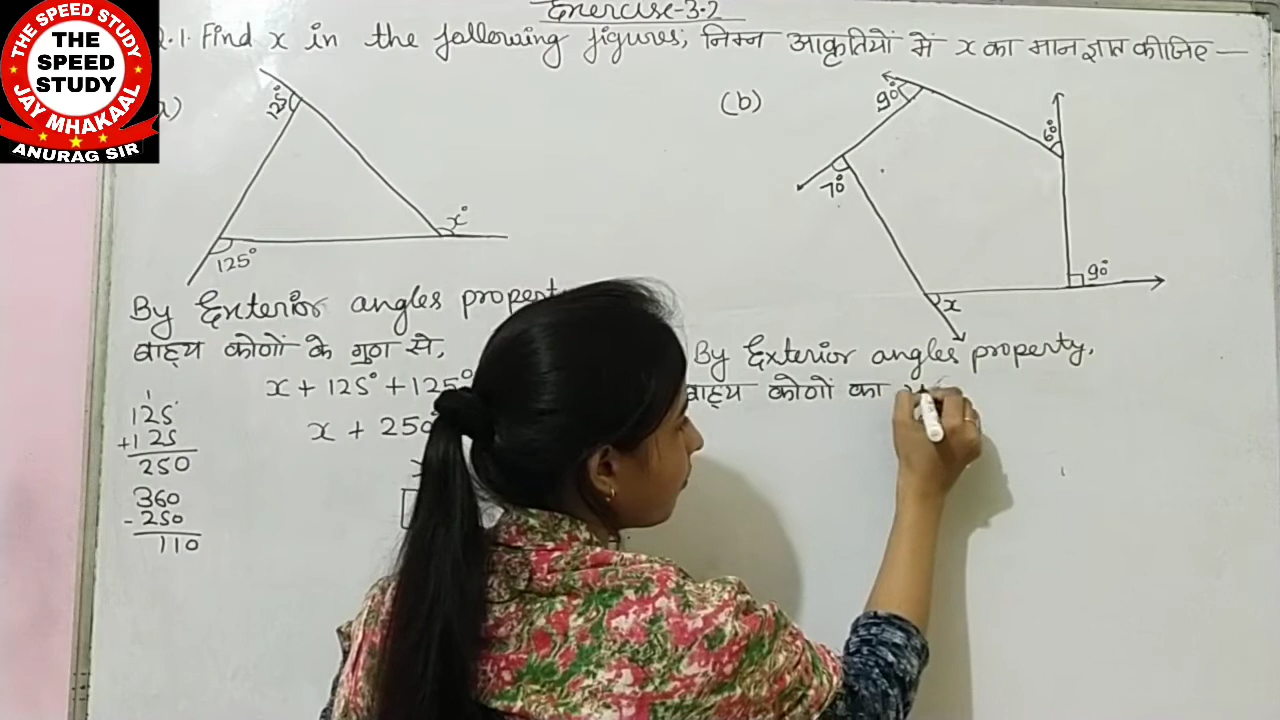 THE SPEED STUDY
THE
SPEED
STUDY
JAY MHAKAAL
ANURAG SIR
Exercise-3.2
Q.1 Find x in the following figures, निम्न आकृतियों में x का मान ज्ञात कीजिए —
a)
125°
x°
125°
(b)
90°
60°
70°
90°
x
By Exterior angles property
बाह्य कोणों के गुण से,
x + 125° + 125°
x + 250°
125
+125
250
360
- 250
110
By Exterior angles property,
बाह्य कोणों का